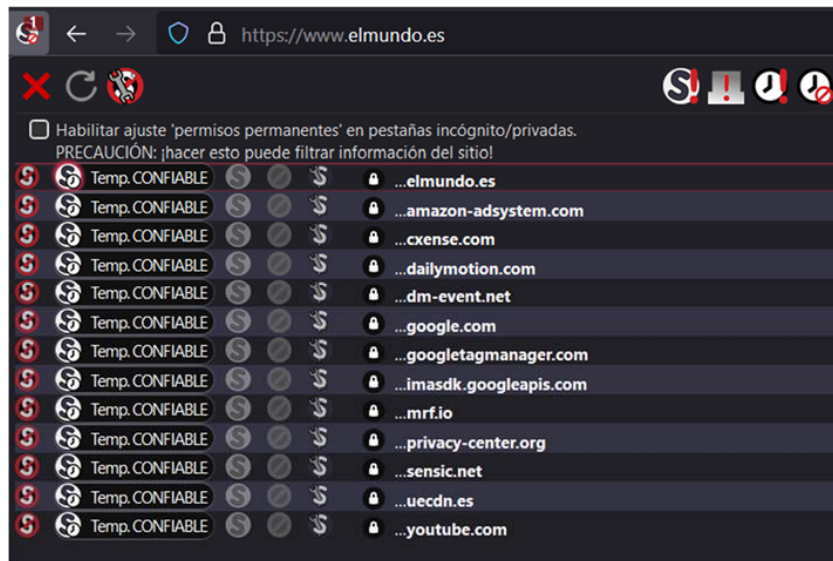 1
https://www.elmundo.es
Habilitar ajuste 'permisos permanentes' en pestañas incógnito/privadas.
PRECAUCIÓN: ¡hacer esto puede filtrar información del sitio!
Temp. CONFIABLE ...elmundo.es
Temp. CONFIABLE ...amazon-adsystem.com
Temp. CONFIABLE ...cxense.com
Temp. CONFIABLE ...dailymotion.com
Temp. CONFIABLE ...dm-event.net
Temp. CONFIABLE ...google.com
Temp. CONFIABLE ...googletagmanager.com
Temp. CONFIABLE ...imasdk.googleapis.com
Temp. CONFIABLE ...mrf.io
Temp. CONFIABLE ...privacy-center.org
Temp. CONFIABLE ...sensic.net
Temp. CONFIABLE ...uecdn.es
Temp. CONFIABLE ...youtube.com